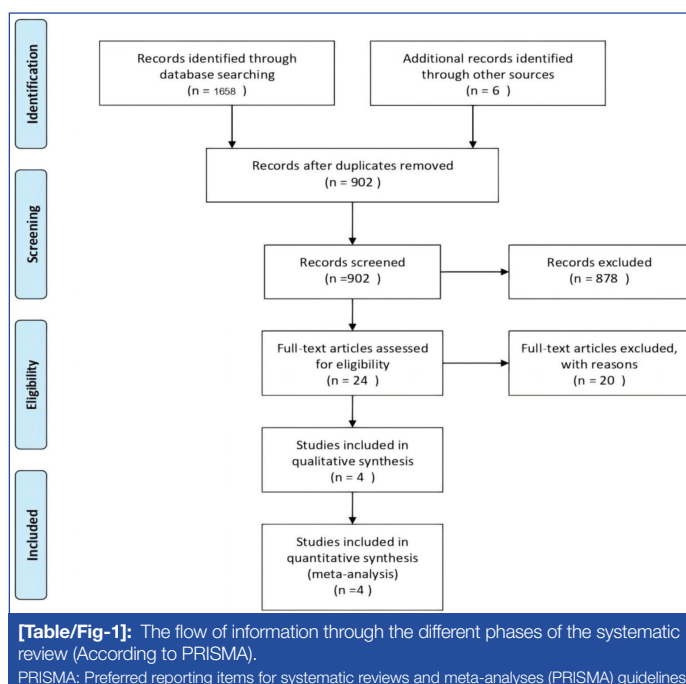 Identification
Records identified through
database searching
(n = 1658 )
Additional records identified
through other sources
(n = 6 )
Records after duplicates removed
(n = 902 )
Screening
Records screened
(n =902 )
Records excluded
(n = 878 )
Eligibility
Full-text articles assessed
for eligibility
(n = 24 )
Full-text articles excluded,
with reasons
(n = 20 )
Studies included in
qualitative synthesis
(n = 4 )
Included
Studies included in
quantitative synthesis
(meta-analysis)
(n =4 )
[Table/Fig-1]: The flow of information through the different phases of the systematic
review (According to PRISMA).
PRISMA: Preferred reporting items for systematic reviews and meta-analyses (PRISMA) guidelines